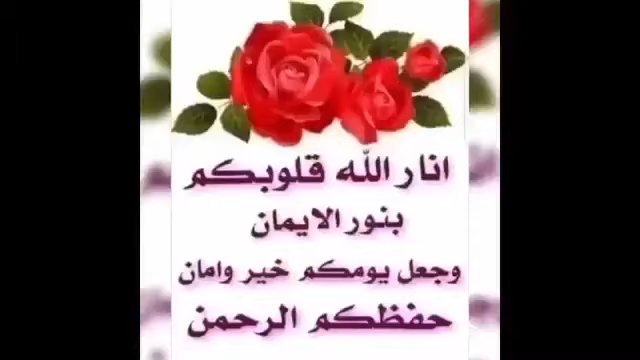 انار الله قلوبكم
بنور الايمان
وجعل يومكم خير وامان
حفظكم الرحمن